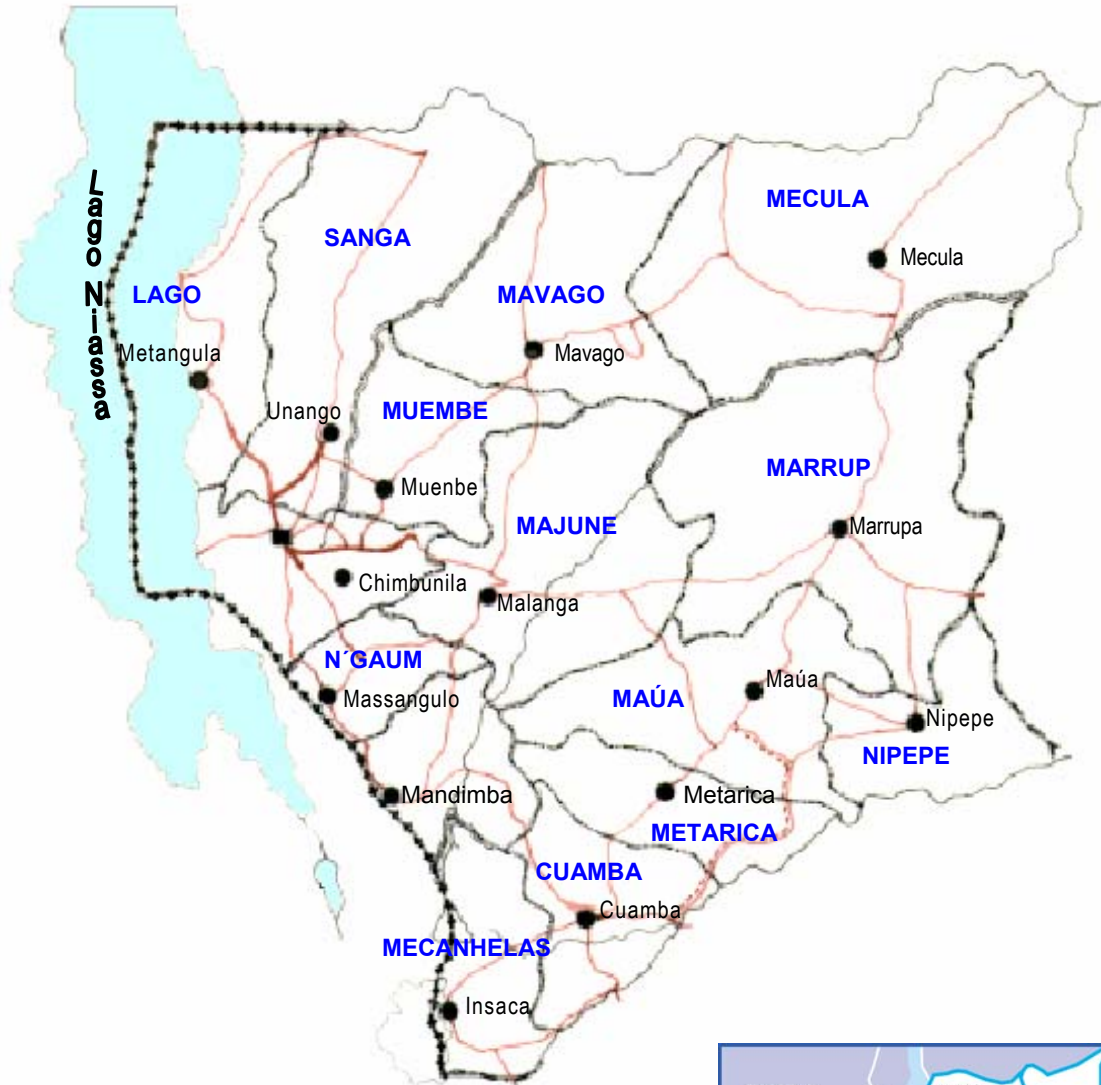 Lago Niassa
MECULA
SANGA
Mecula
LAGO
MAVAGO
Metangula
Mavago
Unango
MUEMBE
MARRUP
Muenbe
MAJUNE
Marrupa
Chimbunila
Malanga
N´GAUM
MAÚA
Maúa
Massangulo
Nipepe
NIPEPE
Mandimba
Metarica
METARICA
CUAMBA
Cuamba
MECANHELAS
Insaca